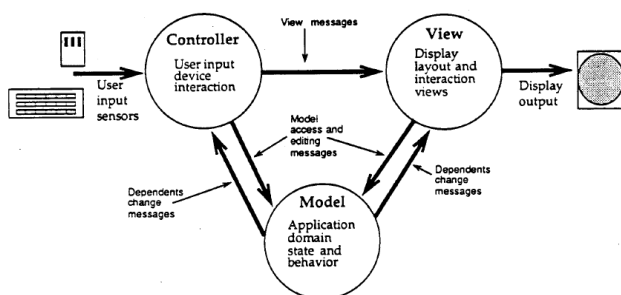 View messages
Controller
User input
device
interaction
View
Display
layout and
interaction
views
User
input
sensors
Display
output
Model
access and
editing
messages
Dependents
change
messages
Dependents
change
messages
Model
Application
domain
state and
behavior